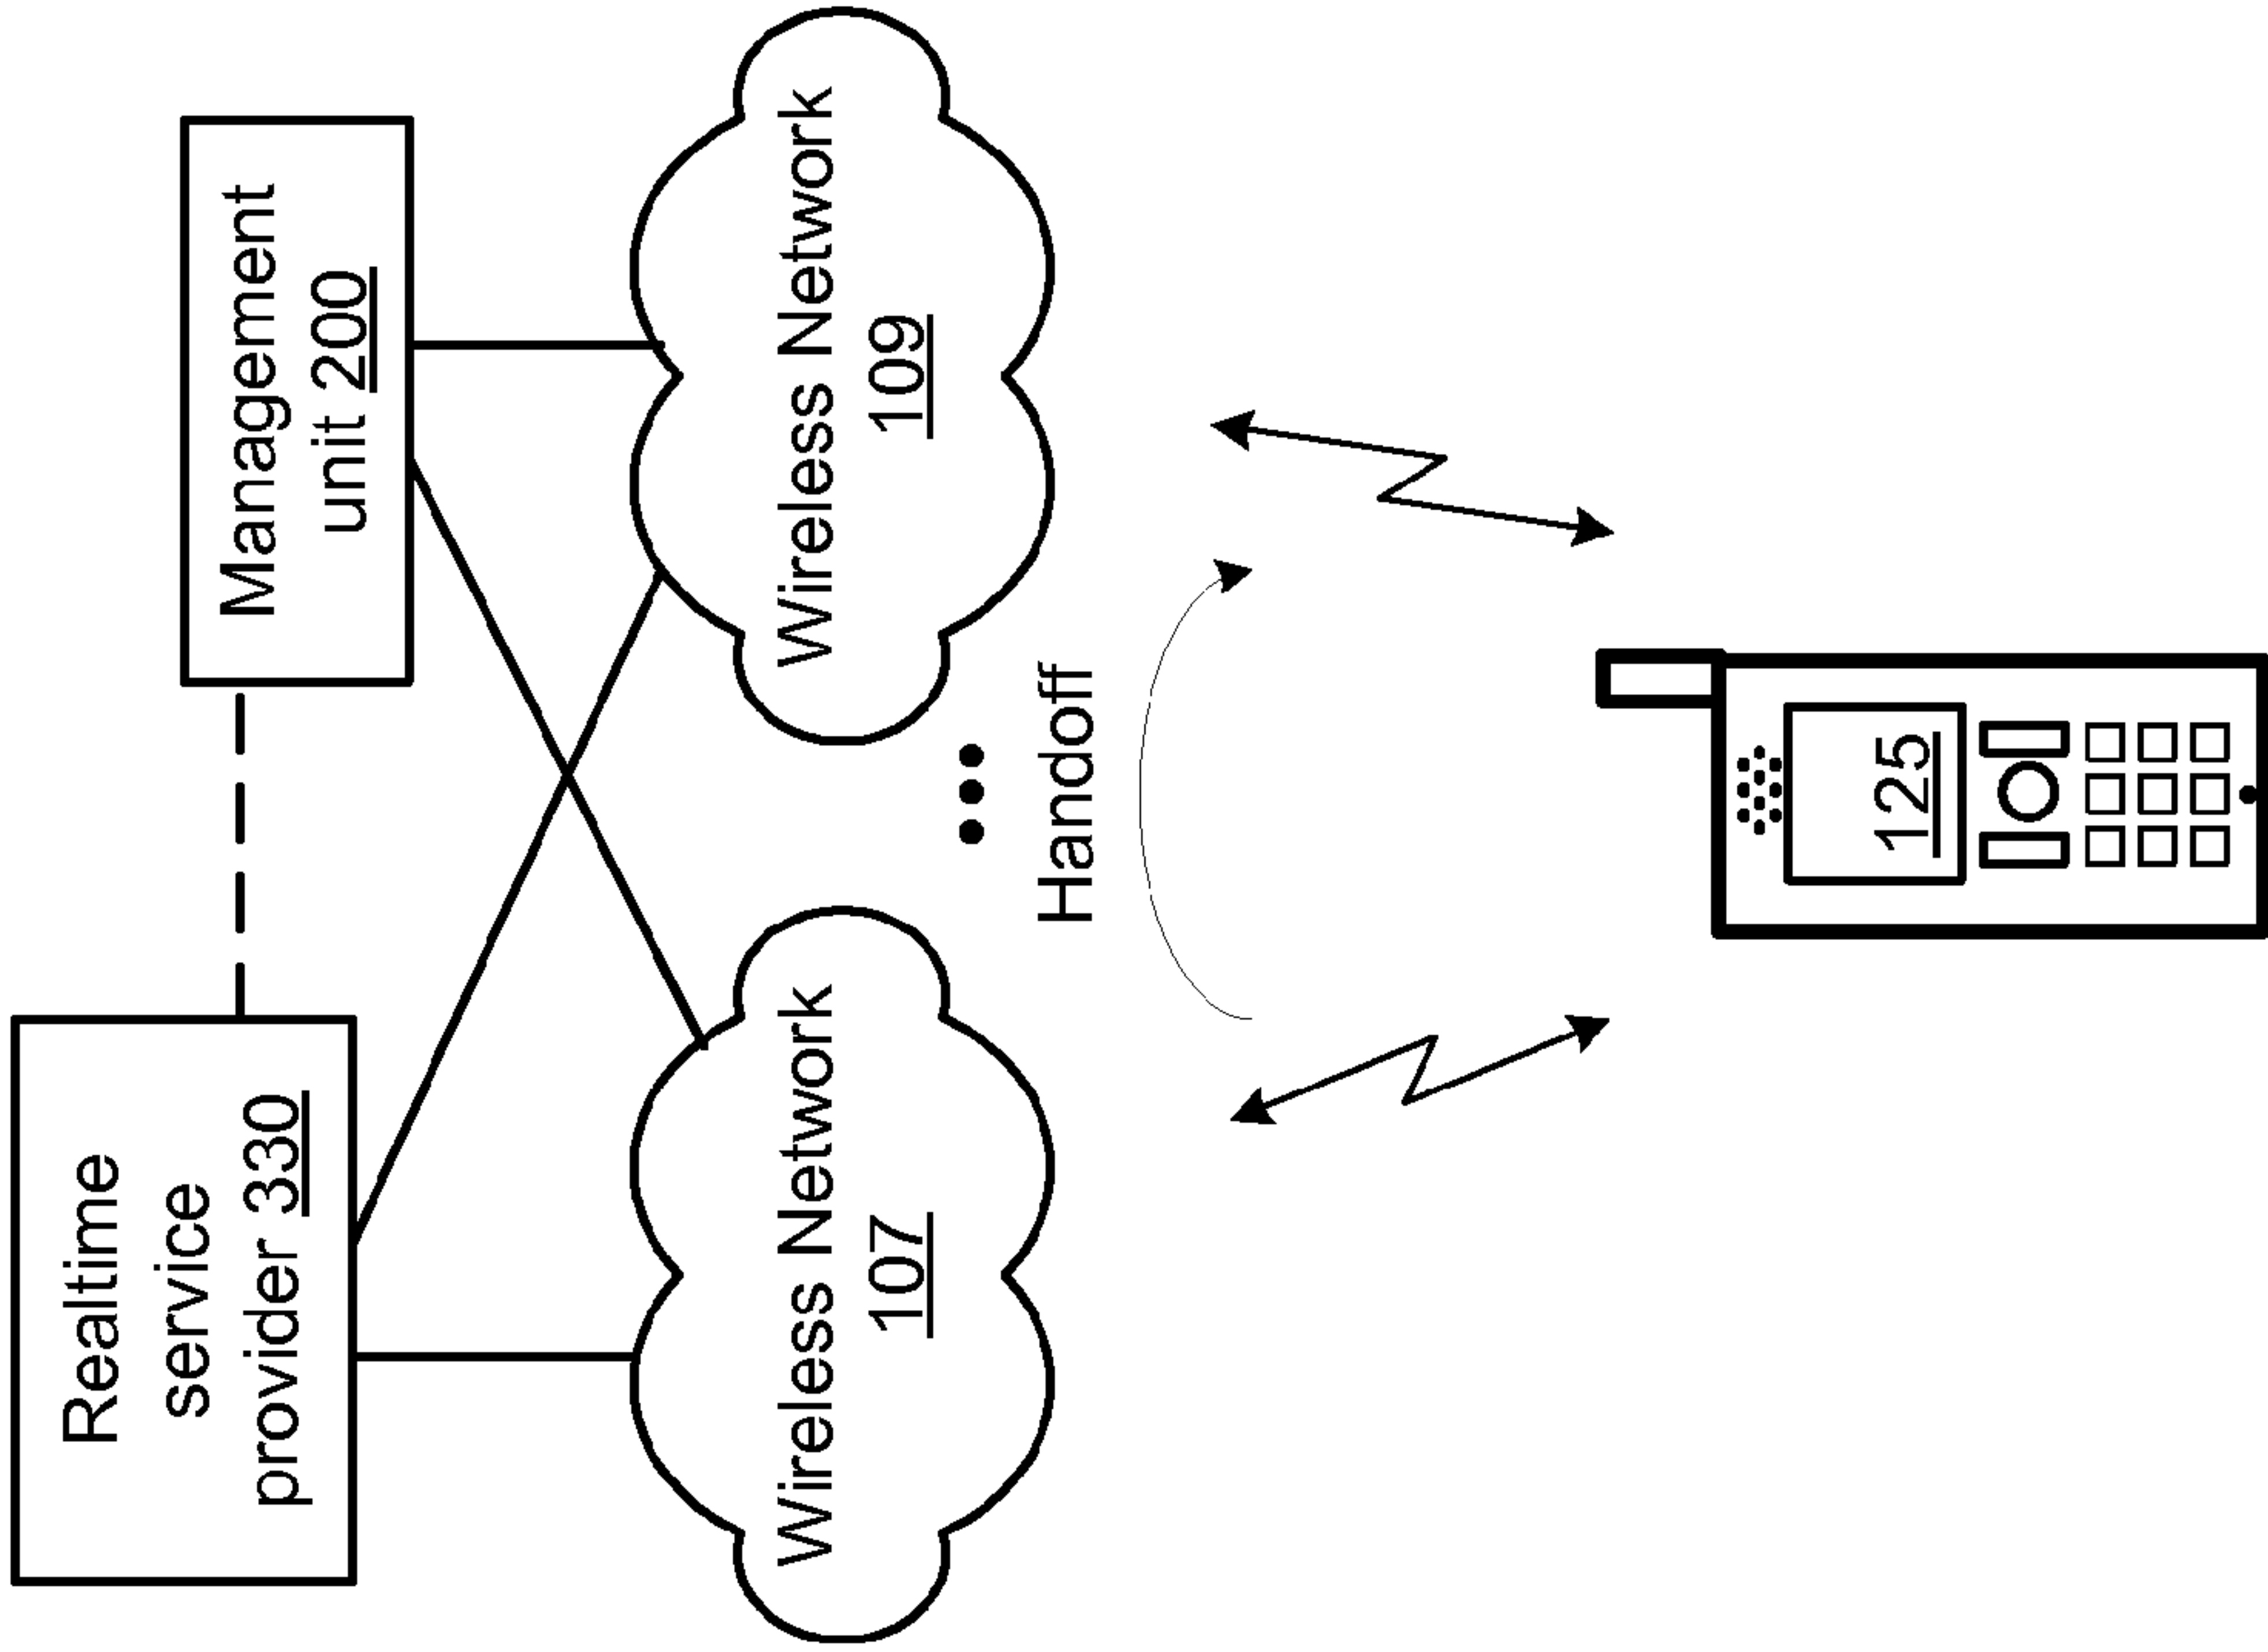 Realtime
service
provider 330
Management
unit 200
Wireless Network
107
Wireless Network
109
Handoff
125